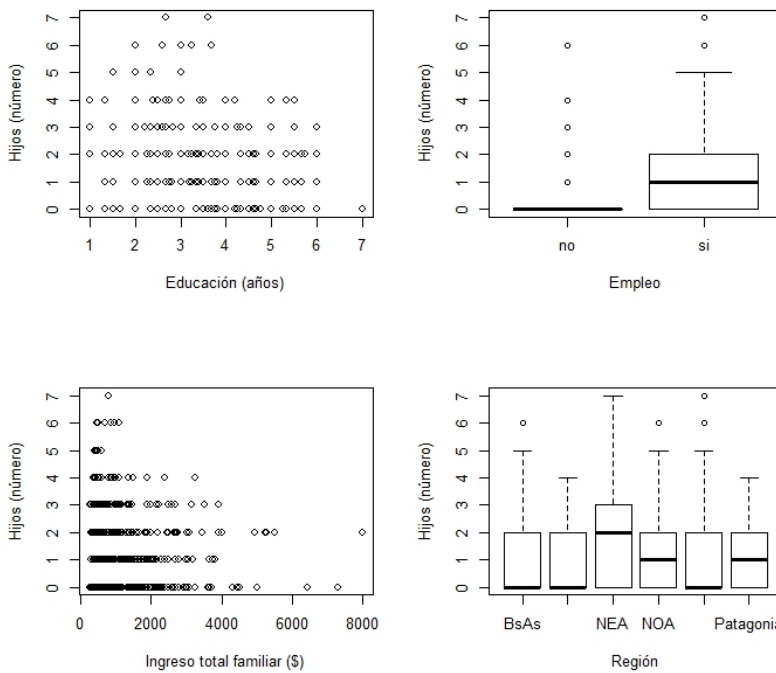 Hijos (número)
7
6
5
4
3
2
1
0
1 2 3 4 5 6 7
Educación (años)
Hijos (número)
7
6
5
4
3
2
1
0
no si
Empleo
Hijos (número)
7
6
5
4
3
2
1
0
0 2000 4000 6000 8000
Ingreso total familiar ($)
Hijos (número)
7
6
5
4
3
2
1
0
BsAs NEA NOA Patagonia
Región